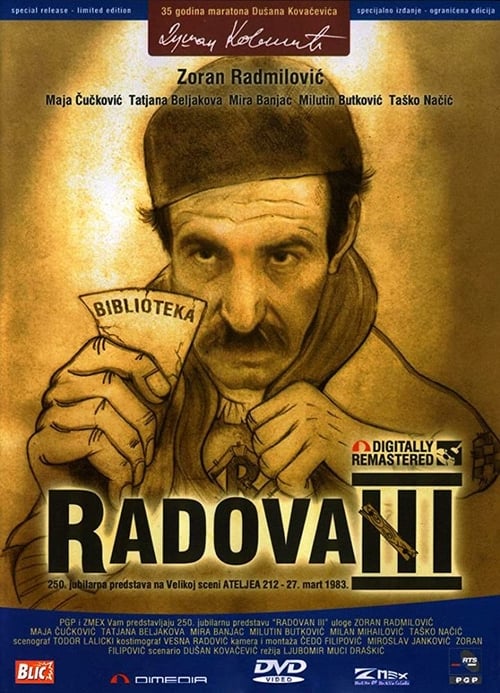 special release - limited edition
35 godina maratona Dušana Kovačevića
specijalno izdanje - ograničena edicija
Zoran Radmilović
Maja Čučković Tatjana Beljakova Mira Banjac Milutin Butković Taško Načić
BIBLIOTEKA
R
DIGITALLY
REMASTERED
RADOVAN III
250. jubilarna predstava na Velikoj sceni ATELJEA 212 - 27. mart 1983.
PGP i ZMEX Vam predstavljaju 250. jubilarnu predstavu "RADOVAN III" uloge ZORAN RADMILOVIĆ
MAJA ČUČKOVIĆ TATJANA BELJAKOVA MIRA BANJAC MILUTIN BUTKOVIĆ MILAN MIHAILOVIĆ TAŠKO NAČIĆ
scenograf TODOR LALICKI kostimograf VESNA RADOVIĆ kamera i montaža ČEDO FILIPOVIĆ MIROSLAV JANKOVIĆ ZORAN
FILIPOVIĆ scenario DUŠAN KOVAČEVIĆ režija LJUBOMIR MUCI DRAŠKIĆ
BLIC
DIMEDIA
DVD
VIDEO
ZMEX
RTS
PGP